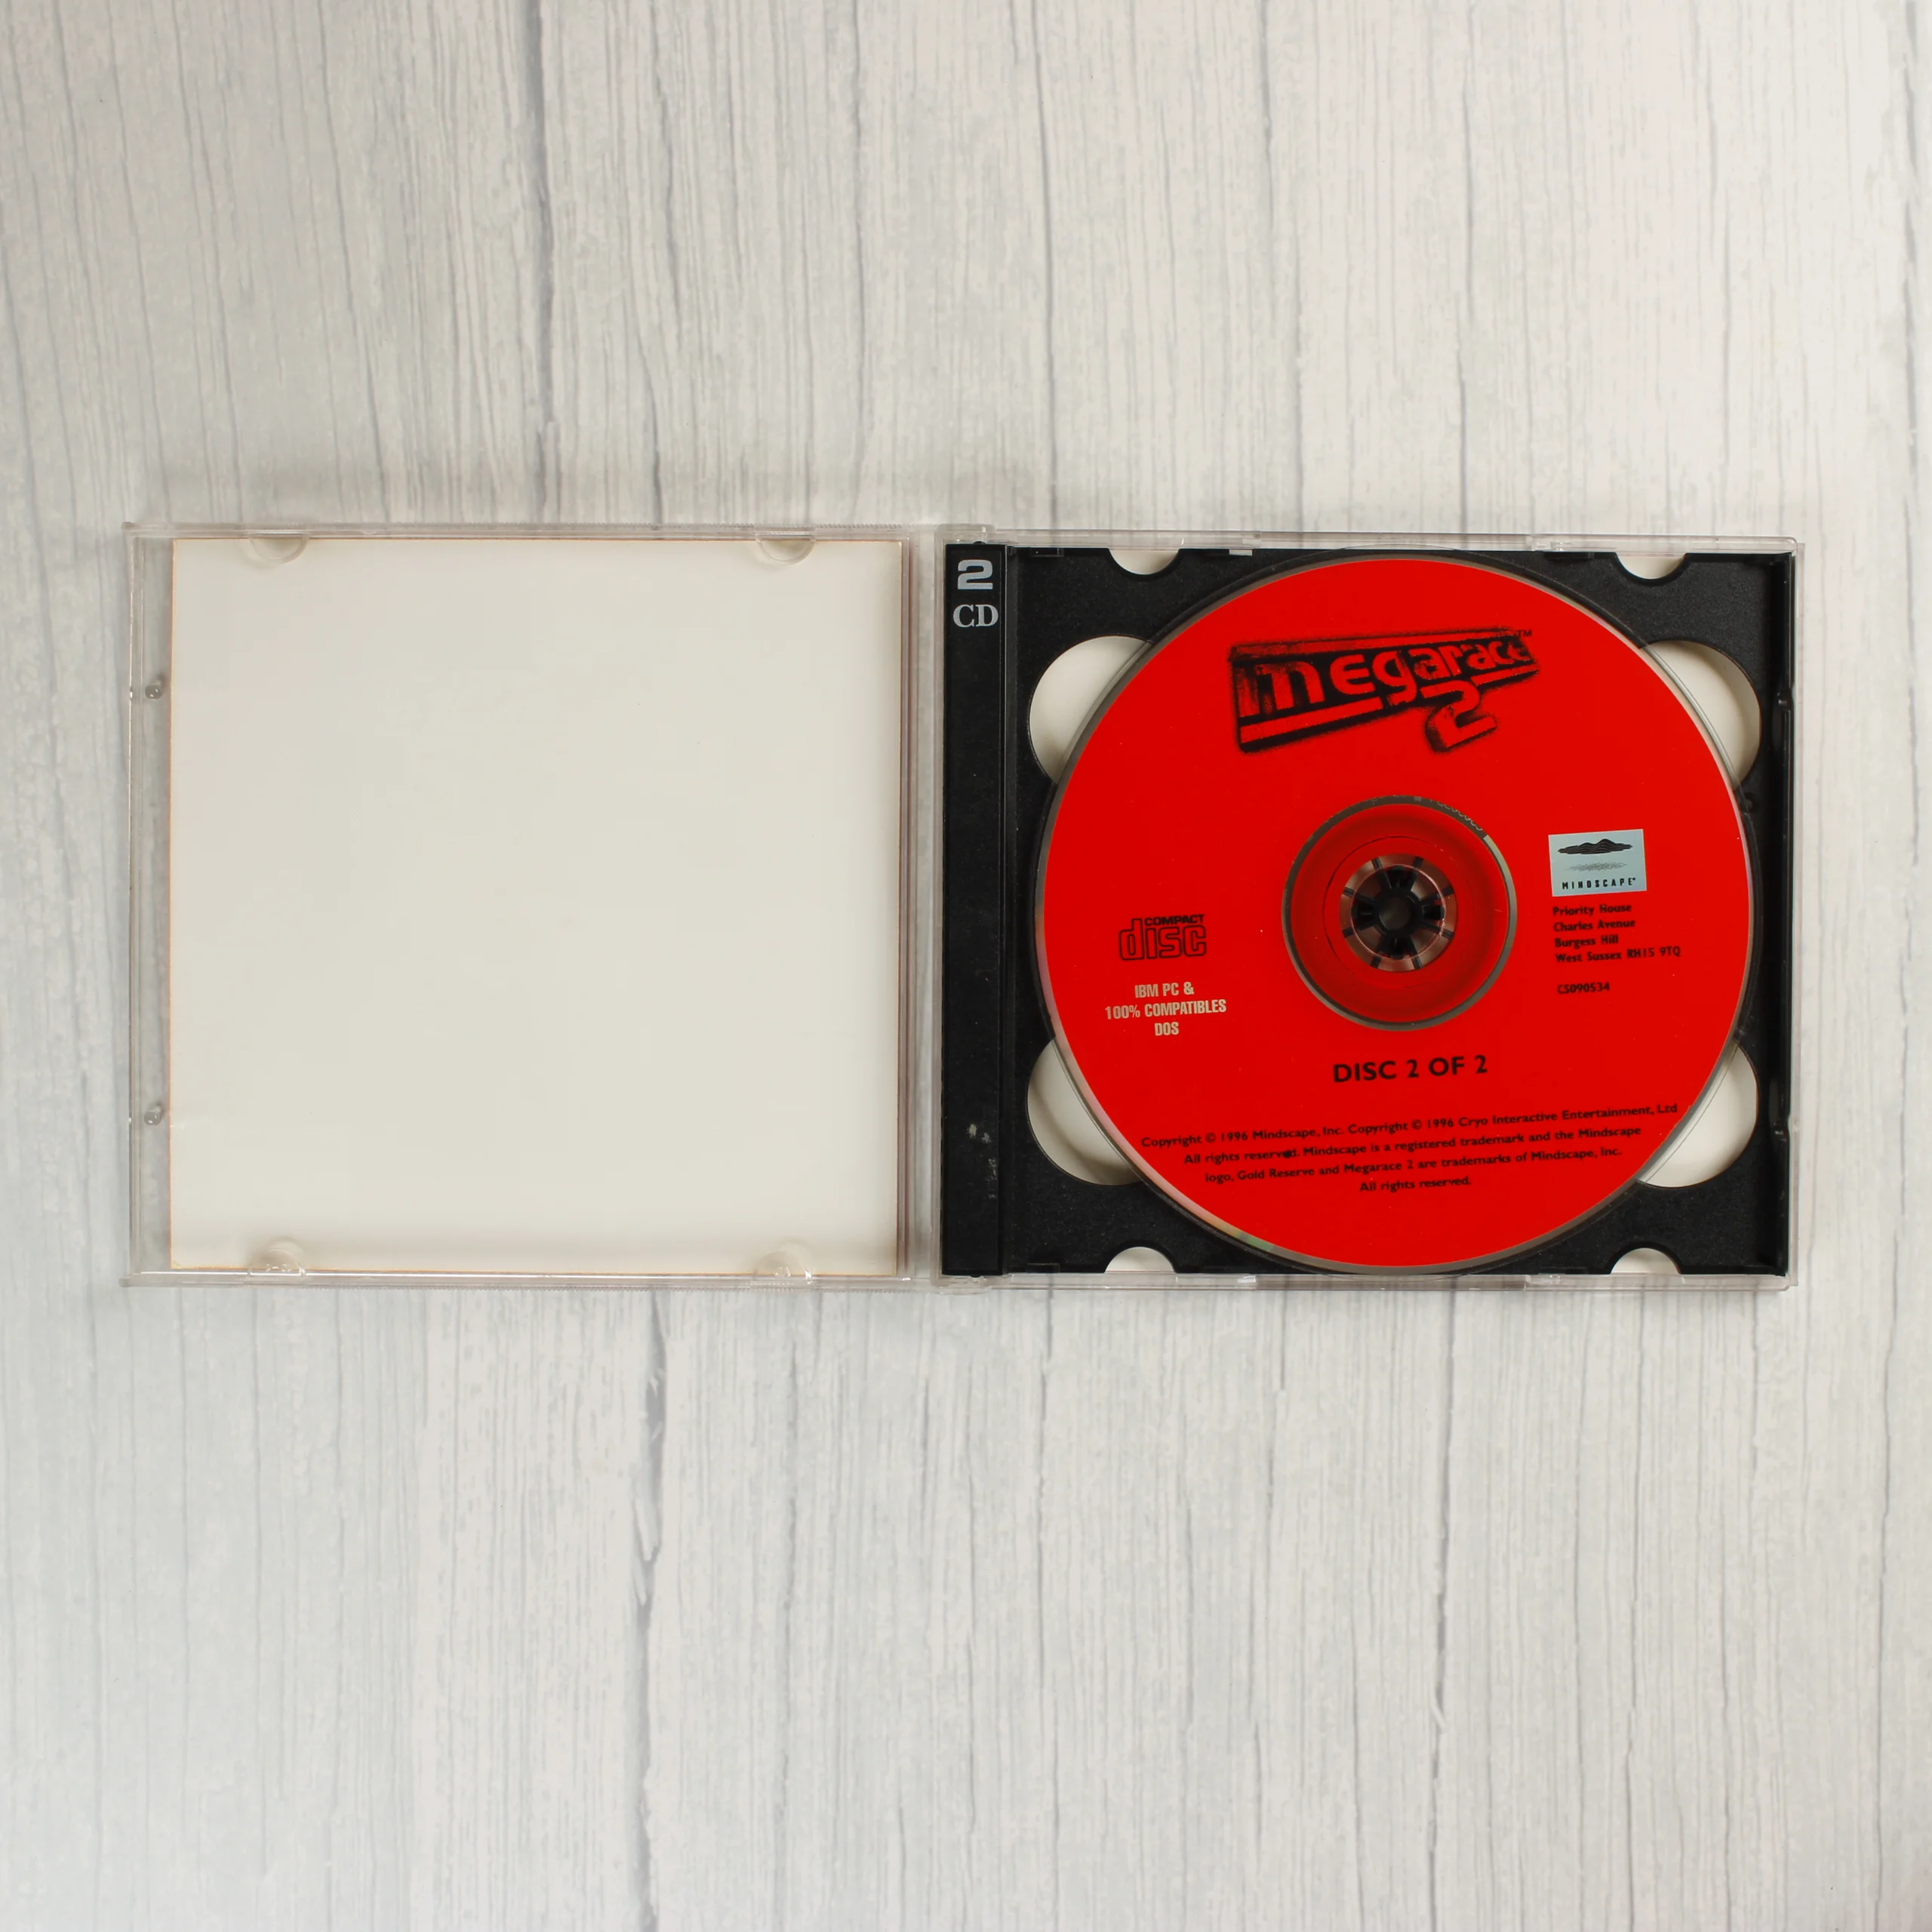 2
CD
megarace™
2
MINDSCAPE®
Priority House
Charles Avenue
Burgess Hill
West Sussex RH15 9TQ
CS090534
COMPACT
disc
IBM PC &
100% COMPATIBLES
DOS
DISC 2 OF 2
Copyright © 1996 Mindscape, Inc. Copyright © 1996 Cryo Interactive Entertainment, Ltd
All rights reserved. Mindscape is a registered trademark and the Mindscape
logo, Gold Reserve and Megarace 2 are trademarks of Mindscape, Inc.
All rights reserved.